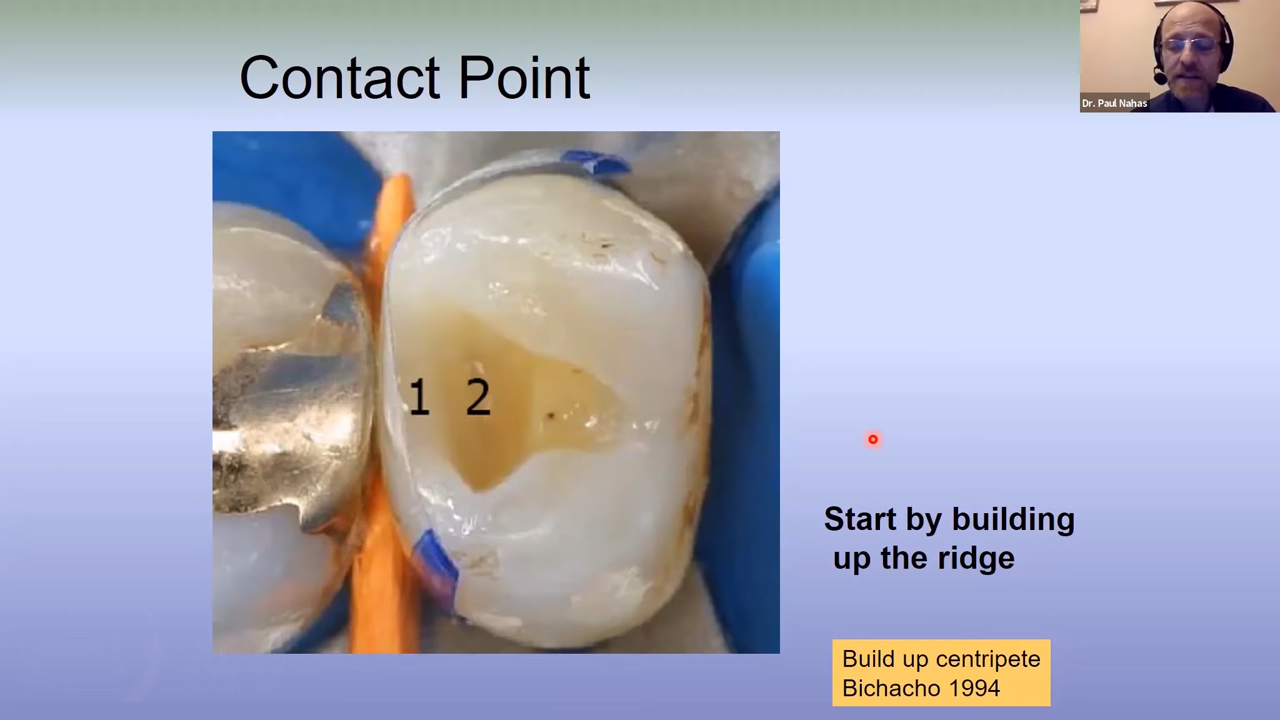 Contact Point
Dr. Paul Nahas
1 2
Start by building
up the ridge
Build up centripete
Bichacho 1994